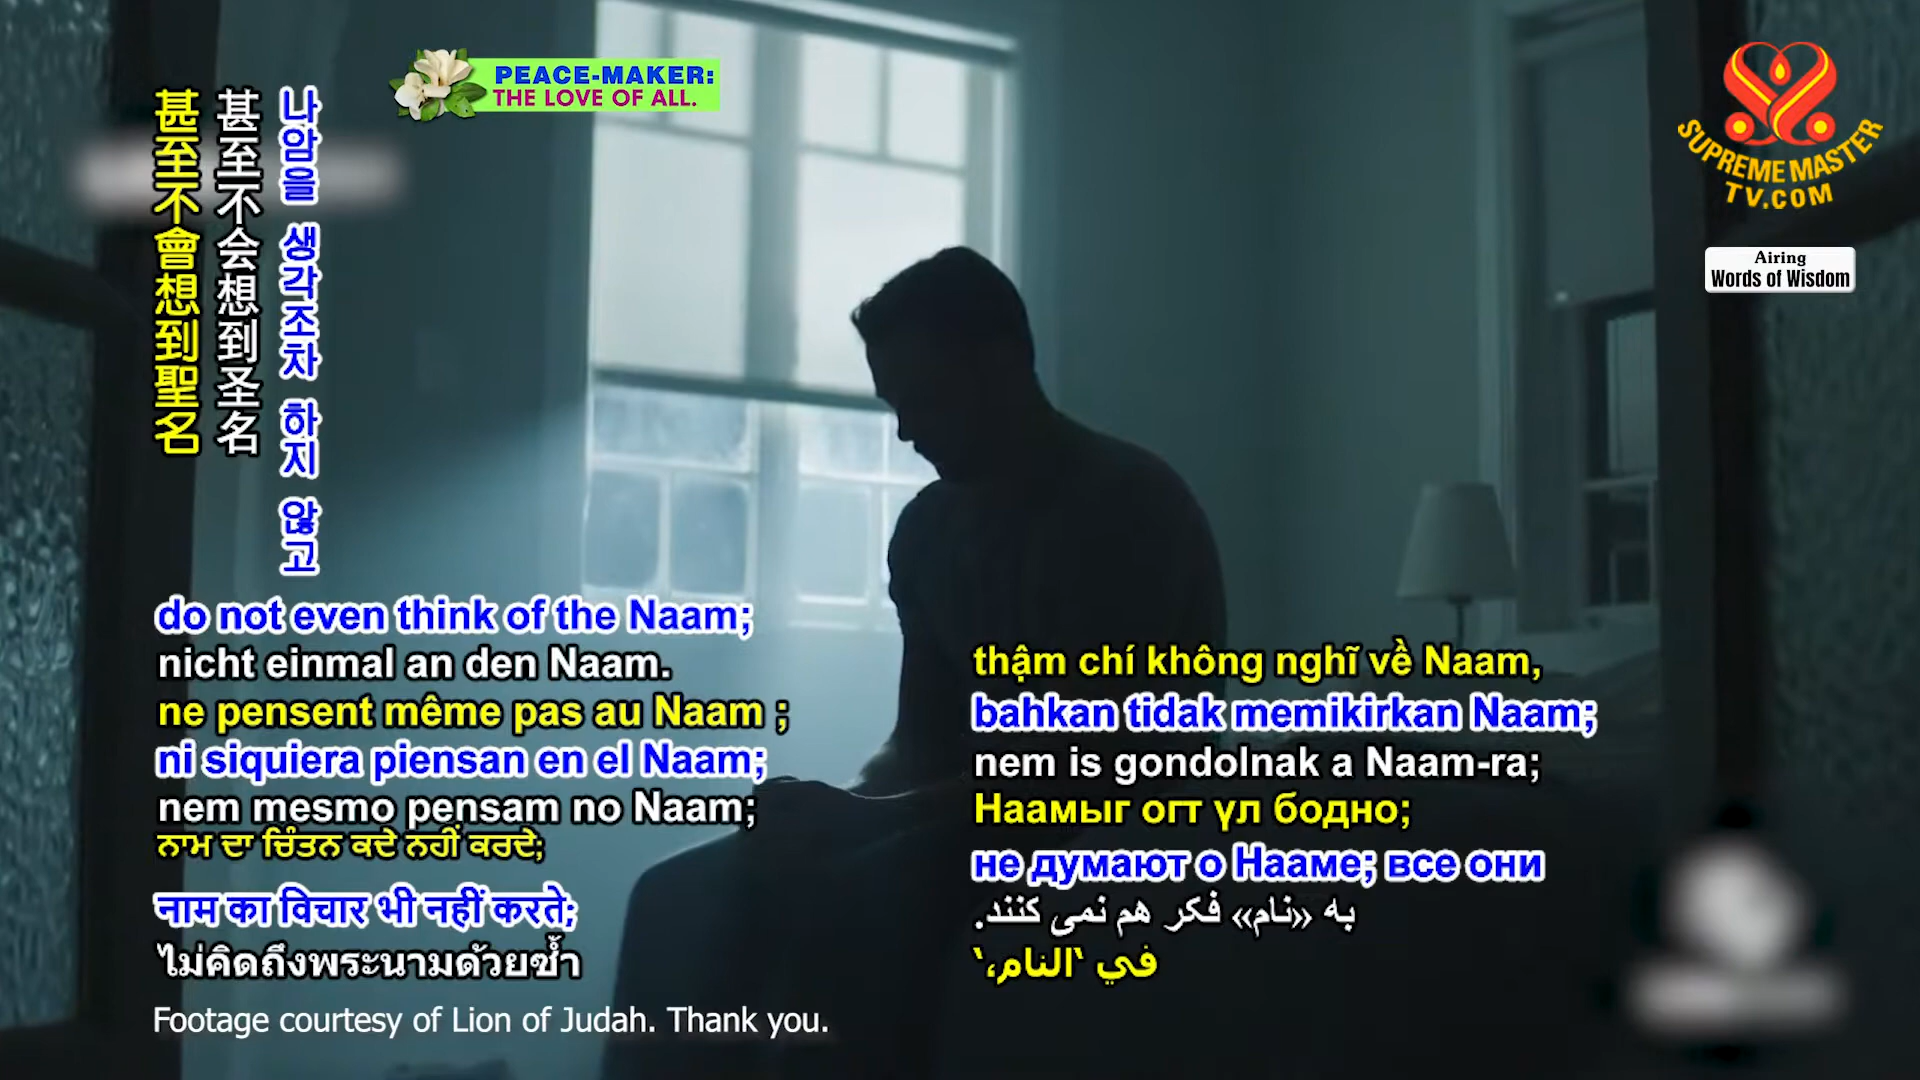 PEACE-MAKER:
THE LOVE OF ALL.
SUPREME MASTER
TV.COM
Airing
Words of Wisdom
甚至不會想到聖名
甚至不会想到圣名
나암을 생각조차 하지 않고
do not even think of the Naam;
nicht einmal an den Naam.
ne pensent même pas au Naam ;
ni siquiera piensan en el Naam;
nem mesmo pensam no Naam;
ਨਾਮ ਦਾ ਚਿੰਤਨ ਕਦੇ ਨਹੀਂ ਕਰਦੇ;
नाम का विचार भी नहीं करते;
ไม่คิดถึงพระนามด้วยซ้ำ
thậm chí không nghĩ về Naam,
bahkan tidak memikirkan Naam;
nem is gondolnak a Naam-ra;
Наамыг огт үл бодно;
не думают о Нааме; все они
به «نام» فکر هم نمی کنند.
في ‛النام،‛
Footage courtesy of Lion of Judah. Thank you.